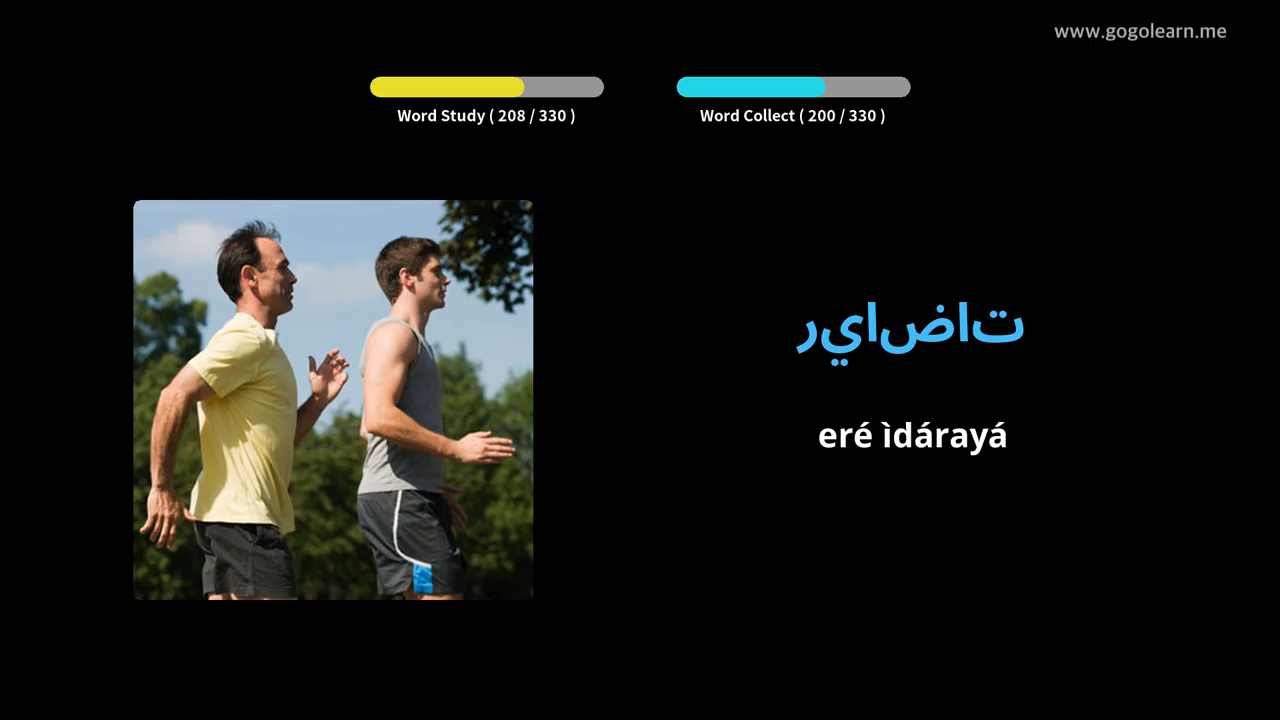 www.gogolearn.me
Word Study ( 208 / 330 )
Word Collect ( 200 / 330 )
رياضات
eré ìdárayá